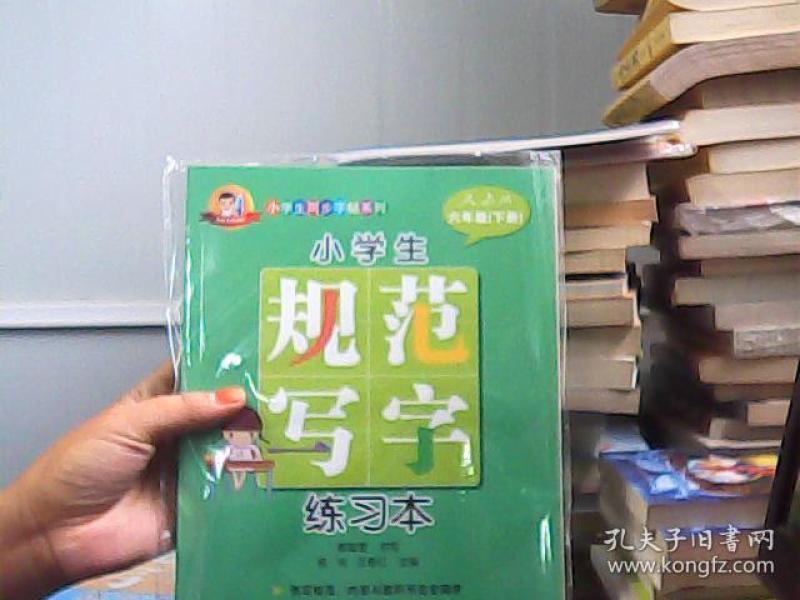 小学生同步字帖系列
人教版
六年级(下册)
小学生
规范
写字
练习本
孔夫子旧书网
www.kongfz.com